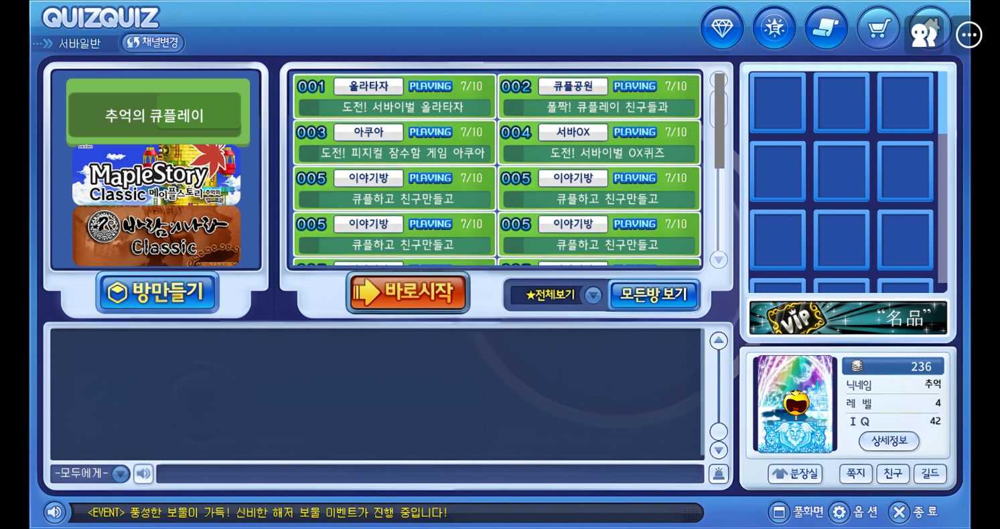 QUIZQUIZ
서바일반
채널변경
추억의 큐플레이
MapleStory
Classic 메이플스토리
바람의나라
Classic
방만들기
001 올라타자 PLAYING 7/10
도전! 서바이벌 올라타자
002 큐플공원 PLAYING 7/10
폴짝! 큐플레이 친구들과
003 아쿠아 PLAYING 7/10
도전! 피지컬 잠수함 게임 아쿠아
004 서바OX PLAYING 7/10
도전! 서바이벌 OX퀴즈
005 이야기방 PLAYING 7/10
큐플하고 친구만들고
005 이야기방 PLAYING 7/10
큐플하고 친구만들고
005 이야기방 PLAYING 7/10
큐플하고 친구만들고
005 이야기방 PLAYING 7/10
큐플하고 친구만들고
바로시작
★전체보기
모든방 보기
VIP “名品”
236
닉네임 추억
레 벨 4
I Q 42
상세정보
분장실
쪽지
친구
길드
-모두에게-
<EVENT> 풍성한 보물이 가득! 신비한 해저 보물 이벤트가 진행 중입니다!
풀화면
옵 션
종 료